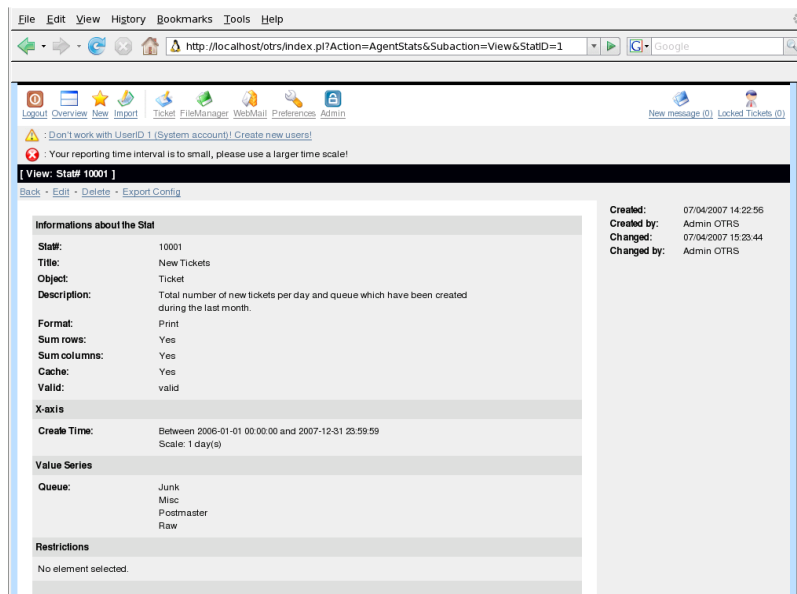 File Edit View History Bookmarks Tools Help
http://localhost/otrs/index.pl?Action=AgentStats&Subaction=View&StatID=1
G Google
Logout Overview New Import Ticket FileManager WebMail Preferences Admin
New message (0) Locked Tickets (0)
: Don't work with UserID 1 (System account)! Create new users!
: Your reporting time interval is to small, please use a larger time scale!
[ View: Stat# 10001 ]
Back - Edit - Delete - Export Config
Informations about the Stat
Stat#: 10001
Title: New Tickets
Object: Ticket
Description: Total number of new tickets per day and queue which have been created
during the last month.
Format: Print
Sum rows: Yes
Sum columns: Yes
Cache: Yes
Valid: valid
X-axis
Create Time: Between 2006-01-01 00:00:00 and 2007-12-31 23:59:59
Scale: 1 day(s)
Value Series
Queue: Junk
Misc
Postmaster
Raw
Restrictions
No element selected.
Created: 07/04/2007 14:22:56
Created by: Admin OTRS
Changed: 07/04/2007 15:23:44
Changed by: Admin OTRS